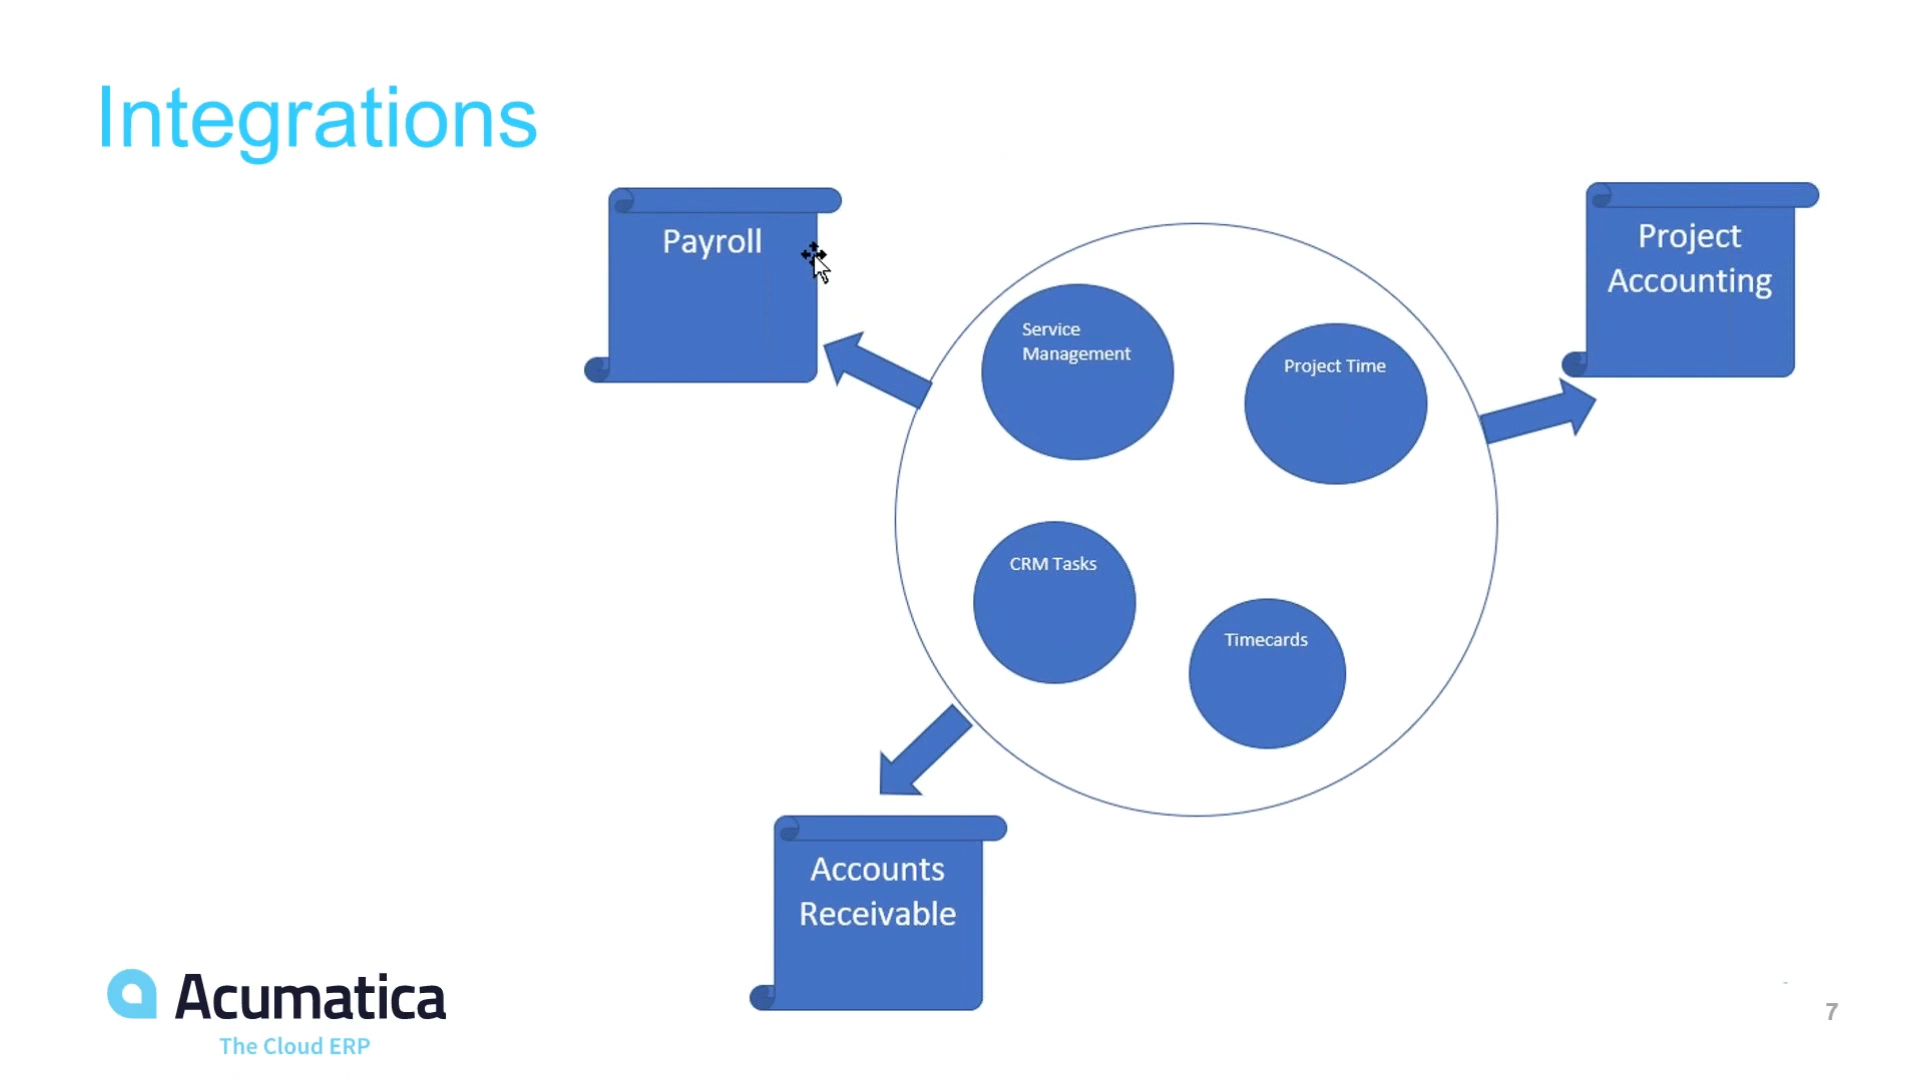 Integrations
Payroll
Project
Accounting
Service
Management
Project Time
CRM Tasks
Timecards
Accounts
Receivable
Acumatica
The Cloud ERP
7